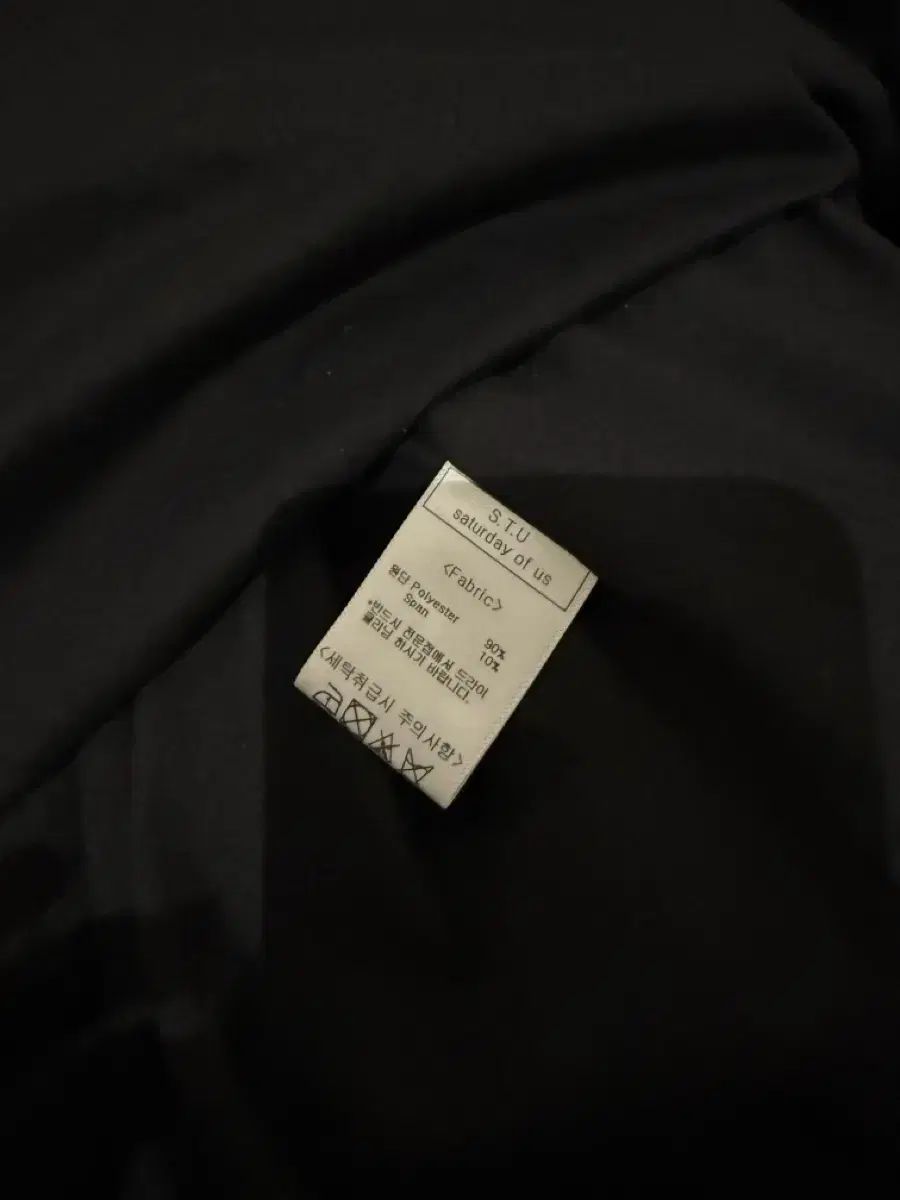 S.T.U
saturday of us
<Fabric>
원단 Polyester 90%
Span 10%
*반드시 전문점에서 드라이
클리닝 하시기 바랍니다.
<세탁취급시 주의사항>